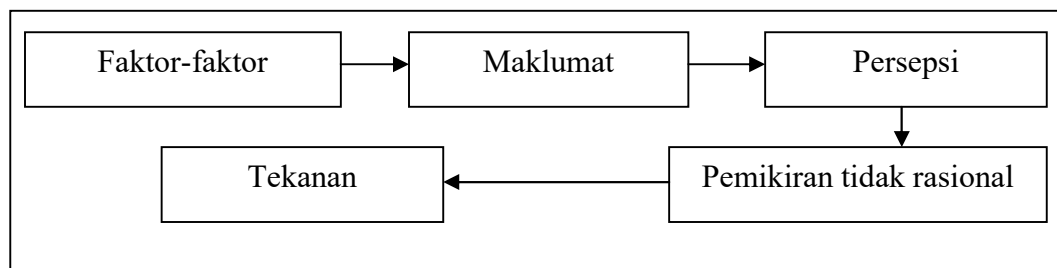 Faktor-faktor
Maklumat
Persepsi
Pemikiran tidak rasional
Tekanan